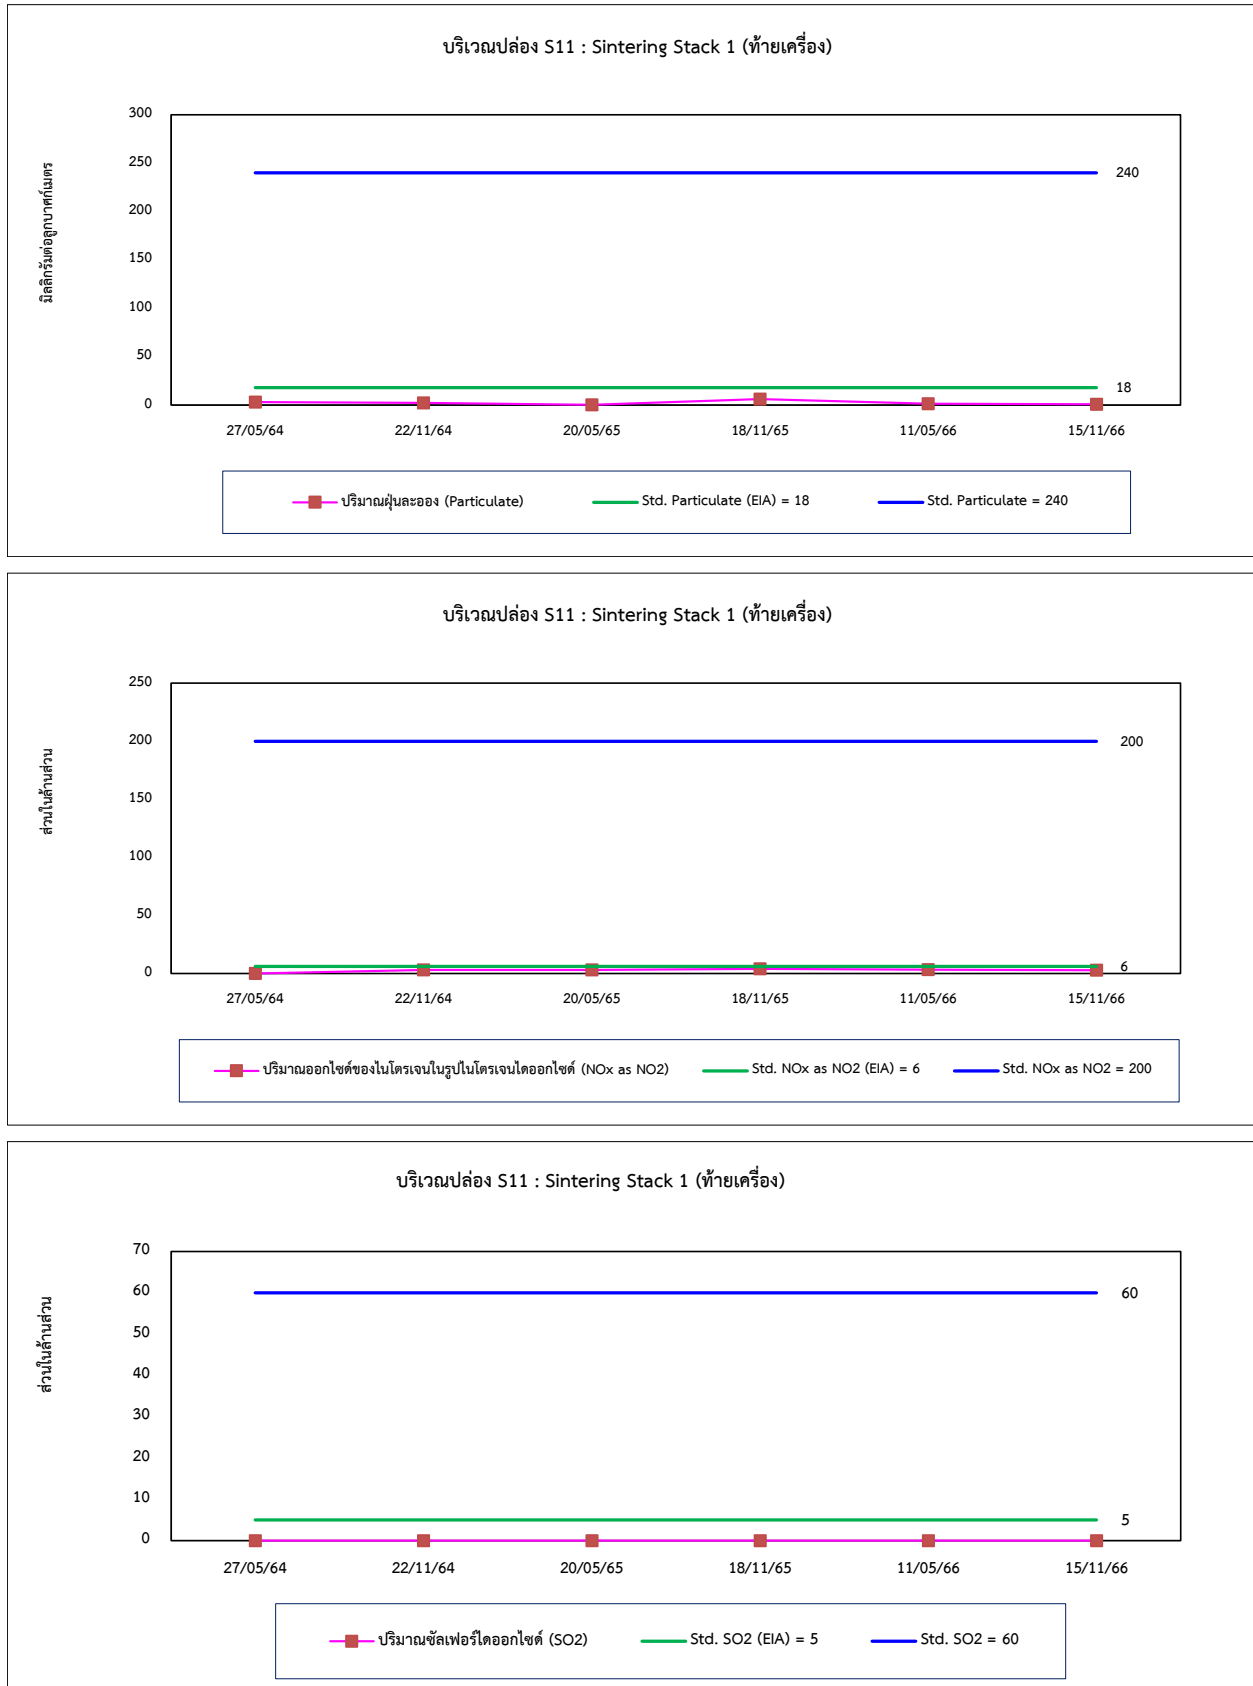 บริเวณปล่อง S11 : Sintering Stack 1 (ท้ายเครื่อง)
มิลลิกรัมต่อลูกบาศก์เมตร
300
250
200
150
100
50
0
240
18
27/05/64 22/11/64 20/05/65 18/11/65 11/05/66 15/11/66
ปริมาณฝุ่นละออง (Particulate) Std. Particulate (EIA) = 18 Std. Particulate = 240
บริเวณปล่อง S11 : Sintering Stack 1 (ท้ายเครื่อง)
ส่วนในล้านส่วน
250
200
150
100
50
0
200
6
27/05/64 22/11/64 20/05/65 18/11/65 11/05/66 15/11/66
ปริมาณออกไซด์ของไนโตรเจนในรูปไนโตรเจนไดออกไซด์ (NOx as NO2) Std. NOx as NO2 (EIA) = 6 Std. NOx as NO2 = 200
บริเวณปล่อง S11 : Sintering Stack 1 (ท้ายเครื่อง)
ส่วนในล้านส่วน
70
60
50
40
30
20
10
0
60
5
27/05/64 22/11/64 20/05/65 18/11/65 11/05/66 15/11/66
ปริมาณซัลเฟอร์ไดออกไซด์ (SO2) Std. SO2 (EIA) = 5 Std. SO2 = 60